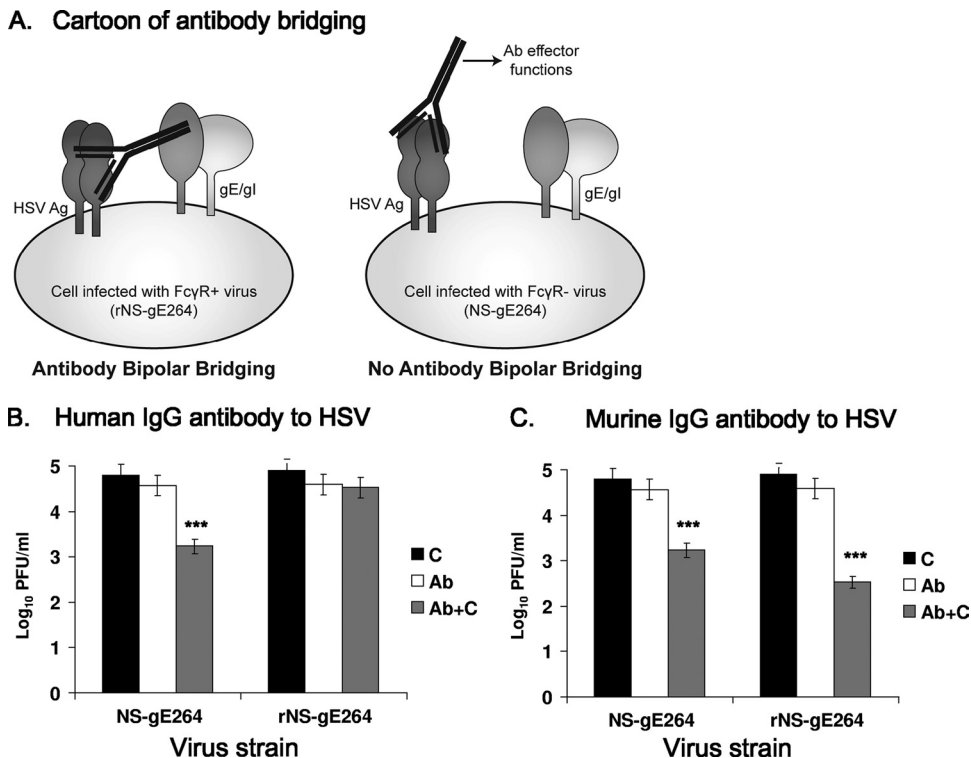 A. Cartoon of antibody bridging
Ab effector
functions
HSV Ag
gE/gI
Cell infected with FcγR+ virus
(rNS-gE264)
Antibody Bipolar Bridging
HSV Ag
gE/gI
Cell infected with FcγR- virus
(NS-gE264)
No Antibody Bipolar Bridging
B. Human IgG antibody to HSV
Log10 PFU/ml
5
4
3
2
1
0
***
C
Ab
Ab+C
NS-gE264
rNS-gE264
Virus strain
C. Murine IgG antibody to HSV
Log10 PFU/ml
5
4
3
2
1
0
***
***
C
Ab
Ab+C
NS-gE264
rNS-gE264
Virus strain